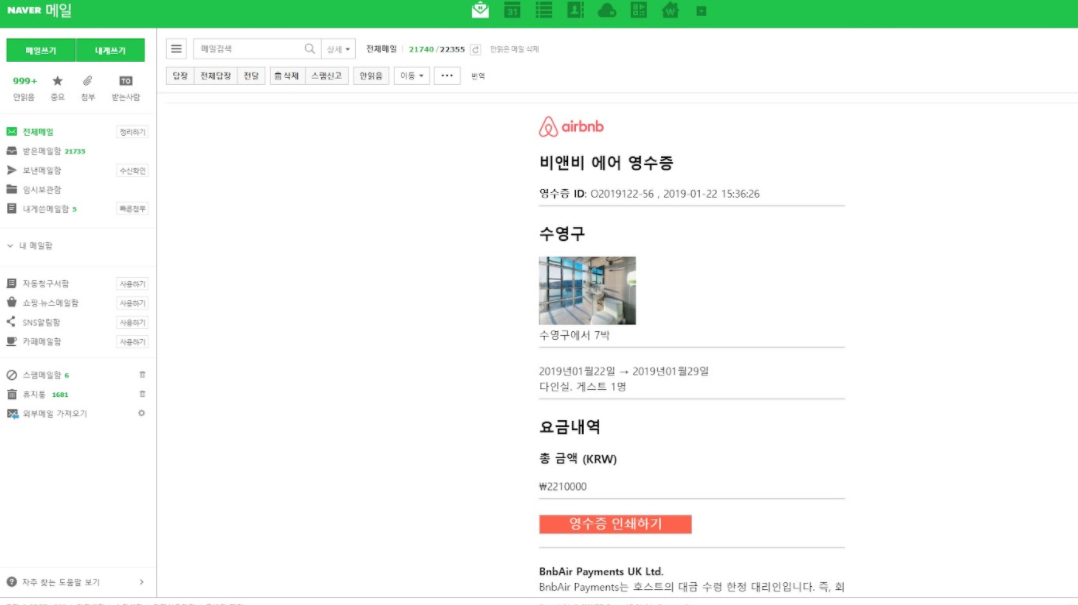 NAVER 메일
31
W
메일쓰기 내게쓰기
메일검색 상세 전체메일 21740 / 22355 안읽은 메일 삭제
답장 전체답장 전달 삭제 스팸신고 안읽음 이동 ••• 번역
999+
안읽음 중요 첨부 받는사람
TO
전체메일 정리하기
받은메일함 21735
보낸메일함 수신확인
임시보관함
내게쓴메일함 5 빠른첨부
내 메일함
자동청구서함 사용하기
쇼핑·뉴스메일함 사용하기
SNS알림함 사용하기
카페메일함 사용하기
스팸메일함 6
휴지통 1681
외부메일 가져오기
자주 찾는 도움말 보기
airbnb
비앤비 에어 영수증
영수증 ID: O2019122-56 , 2019-01-22 15:36:26
수영구
수영구에서 7박
2019년01월22일 → 2019년01월29일
다인실, 게스트 1명
요금내역
총 금액 (KRW)
₩2210000
영수증 인쇄하기
BnbAir Payments UK Ltd.
BnbAir Payments는 호스트의 대금 수령 한정 대리인입니다. 즉, 회